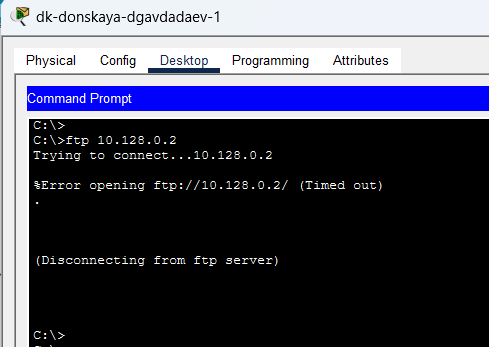 dk-donskaya-dgavdadaev-1
Physical Config Desktop Programming Attributes
Command Prompt
C:\>
C:\>ftp 10.128.0.2
Trying to connect...10.128.0.2
%Error opening ftp://10.128.0.2/ (Timed out)
.
(Disconnecting from ftp server)
C:\>